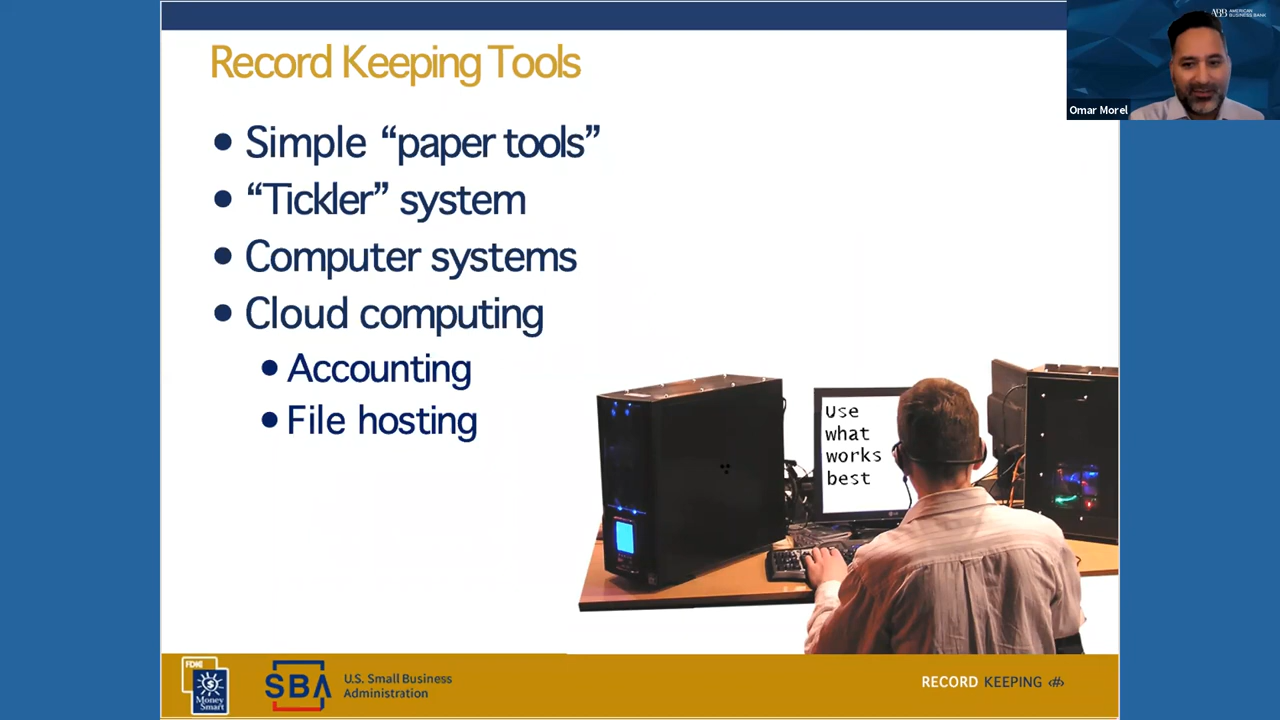 Record Keeping Tools
AB AMERICAN
BUSINESS BANK
Omar Morel
• Simple “paper tools”
• “Tickler” system
• Computer systems
• Cloud computing
• Accounting
• File hosting
Use
what
works
best
FDIC
Money
Smart
SBA
U.S. Small Business
Administration
RECORD KEEPING ‹#›